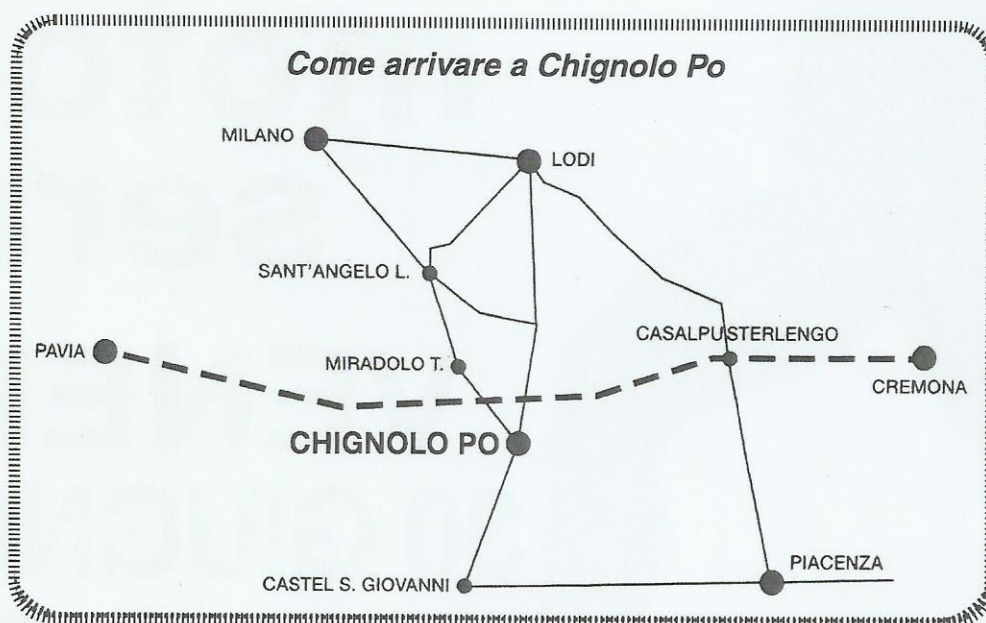 Come arrivare a Chignolo Po
MILANO
LODI
SANT'ANGELO L.
CASALPUSTERLENGO
PAVIA
MIRADOLO T.
CREMONA
CHIGNOLO PO
PIACENZA
CASTEL S. GIOVANNI